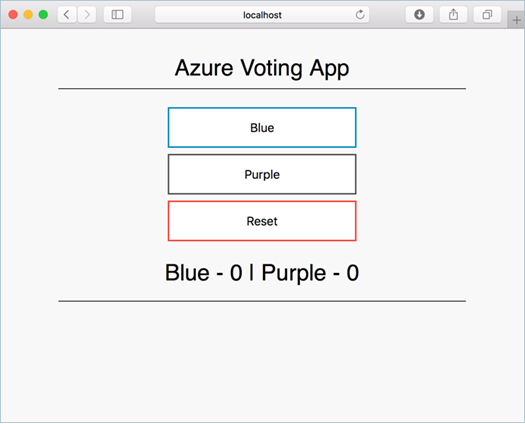 localhost
Azure Voting App
Blue
Purple
Reset
Blue - 0 | Purple - 0